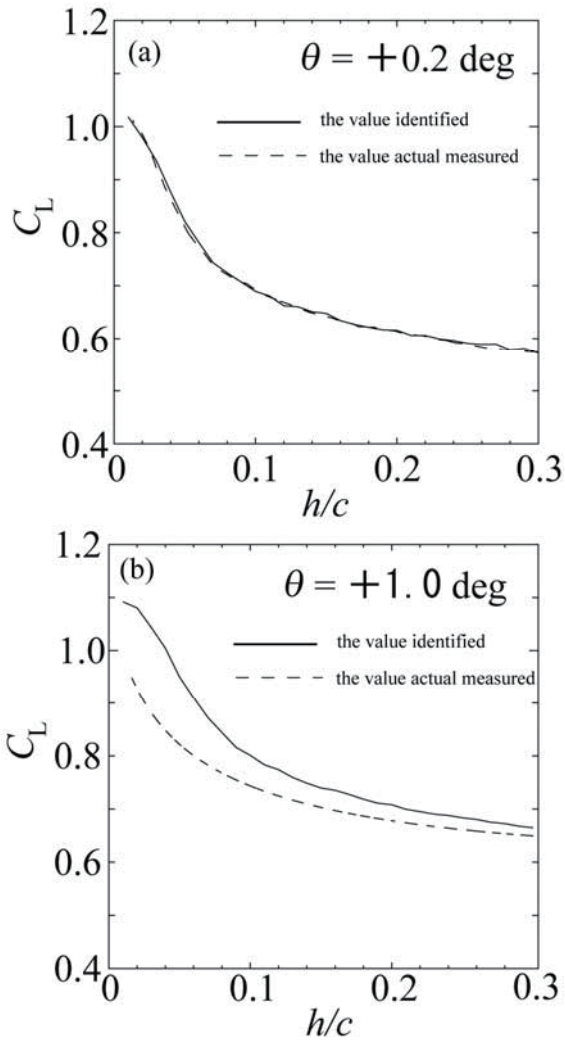 (a)
θ = +0.2 deg
the value identified
the value actual measured
C_L
1.2
1.0
0.8
0.6
0.4
0
0.1
0.2
0.3
h/c
(b)
θ = +1.0 deg
the value identified
the value actual measured
C_L
1.2
1.0
0.8
0.6
0.4
0
0.1
0.2
0.3
h/c